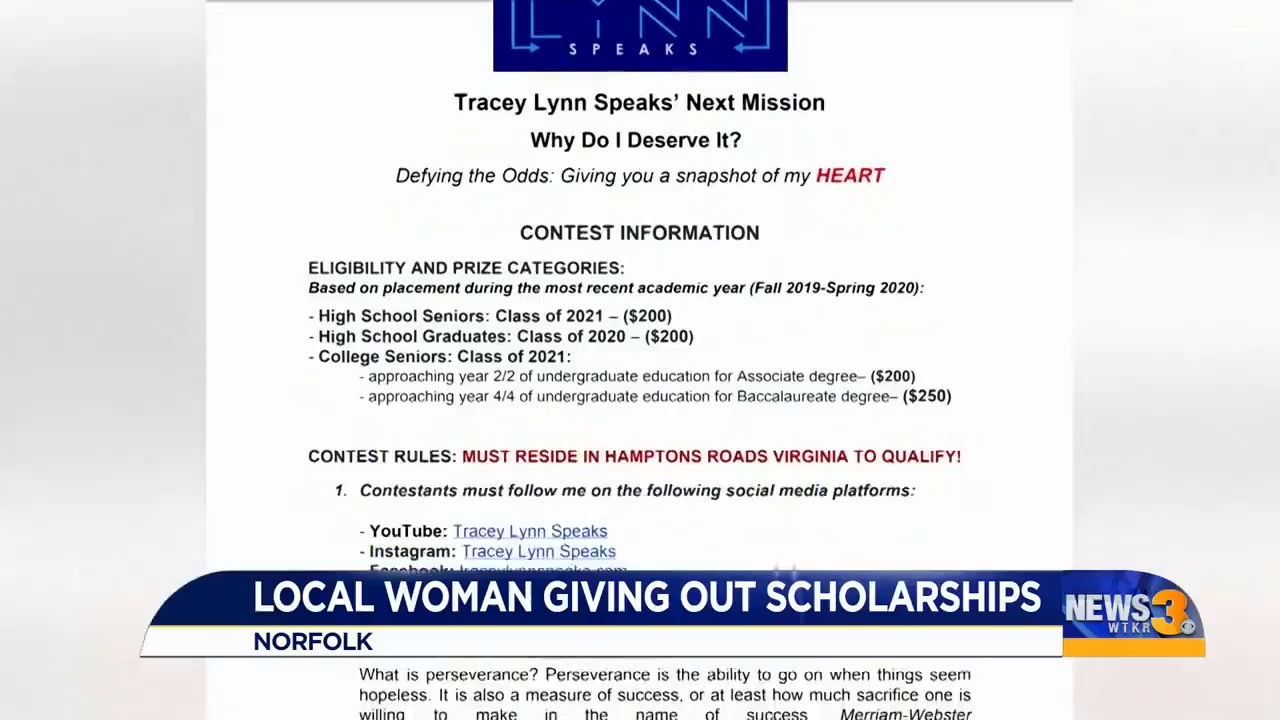 LYNN
SPEAKS
Tracey Lynn Speaks’ Next Mission
Why Do I Deserve It?
Defying the Odds: Giving you a snapshot of my HEART
CONTEST INFORMATION
ELIGIBILITY AND PRIZE CATEGORIES:
Based on placement during the most recent academic year (Fall 2019-Spring 2020):
- High School Seniors: Class of 2021 – ($200)
- High School Graduates: Class of 2020 – ($200)
- College Seniors: Class of 2021:
- approaching year 2/2 of undergraduate education for Associate degree– ($200)
- approaching year 4/4 of undergraduate education for Baccalaureate degree– ($250)
CONTEST RULES: MUST RESIDE IN HAMPTONS ROADS VIRGINIA TO QUALIFY!
1. Contestants must follow me on the following social media platforms:
- YouTube: Tracey Lynn Speaks
- Instagram: Tracey Lynn Speaks
LOCAL WOMAN GIVING OUT SCHOLARSHIPS
NEWS 3
WTKR
NORFOLK
What is perseverance? Perseverance is the ability to go on when things seem
hopeless. It is also a measure of success, or at least how much sacrifice one is
willing to make in the name of success Merriam-Webster